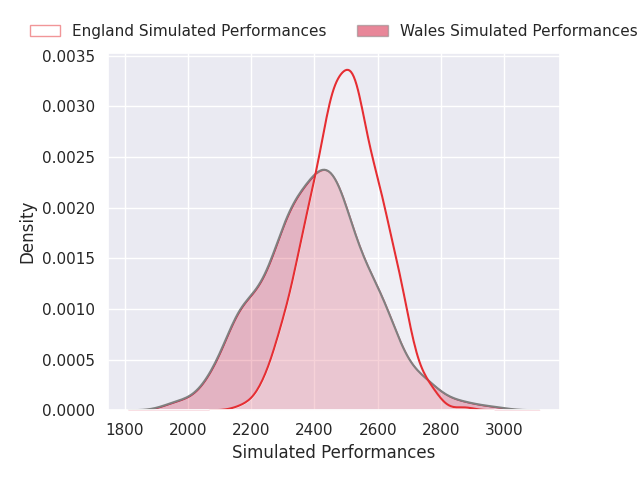 England Simulated Performances Wales Simulated Performances
0.0035
0.0030
0.0025
0.0020
0.0015
0.0010
0.0005
0.0000
Density
1800 2000 2200 2400 2600 2800 3000
Simulated Performances